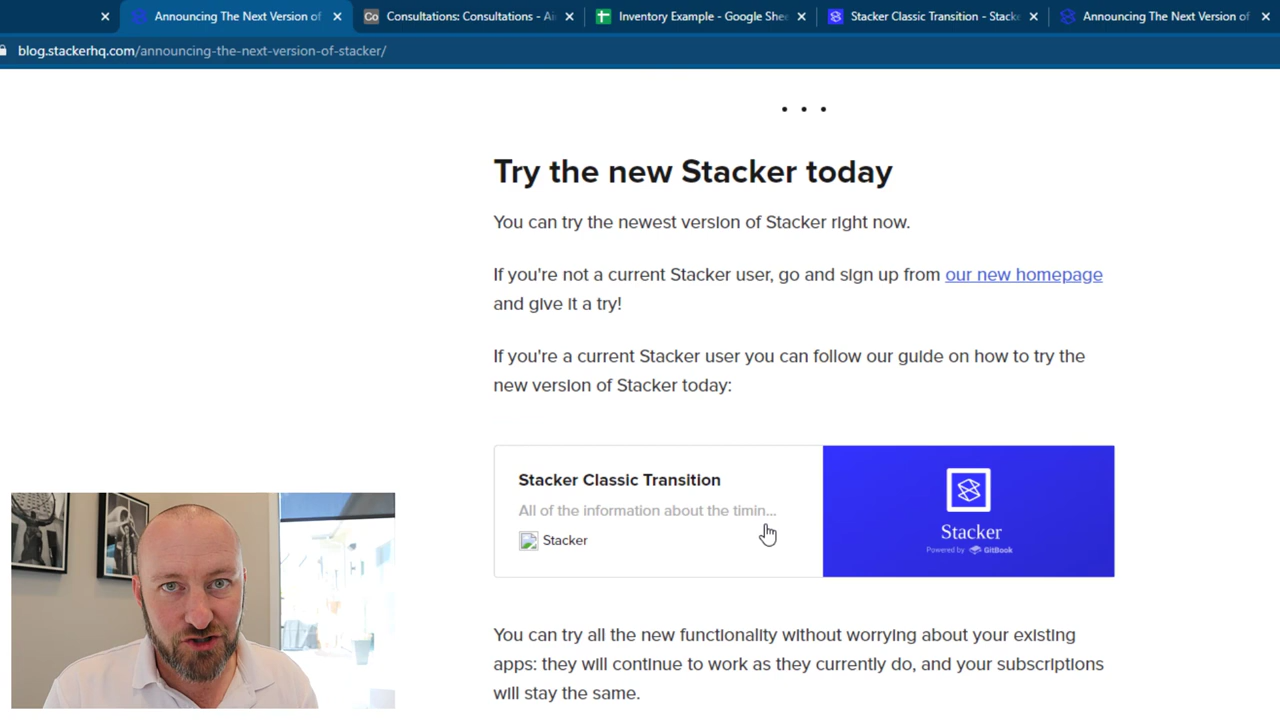 Announcing The Next Version of
Consultations: Consultations - Ai
Inventory Example - Google Shee
Stacker Classic Transition - Stacke
Announcing The Next Version of
blog.stackerhq.com/announcing-the-next-version-of-stacker/
• • •
Try the new Stacker today
You can try the newest version of Stacker right now.
If you're not a current Stacker user, go and sign up from our new homepage
and give it a try!
If you're a current Stacker user you can follow our guide on how to try the
new version of Stacker today:
Stacker Classic Transition
All of the information about the timin...
Stacker
Stacker
Powered by GitBook
You can try all the new functionality without worrying about your existing
apps: they will continue to work as they currently do, and your subscriptions
will stay the same.